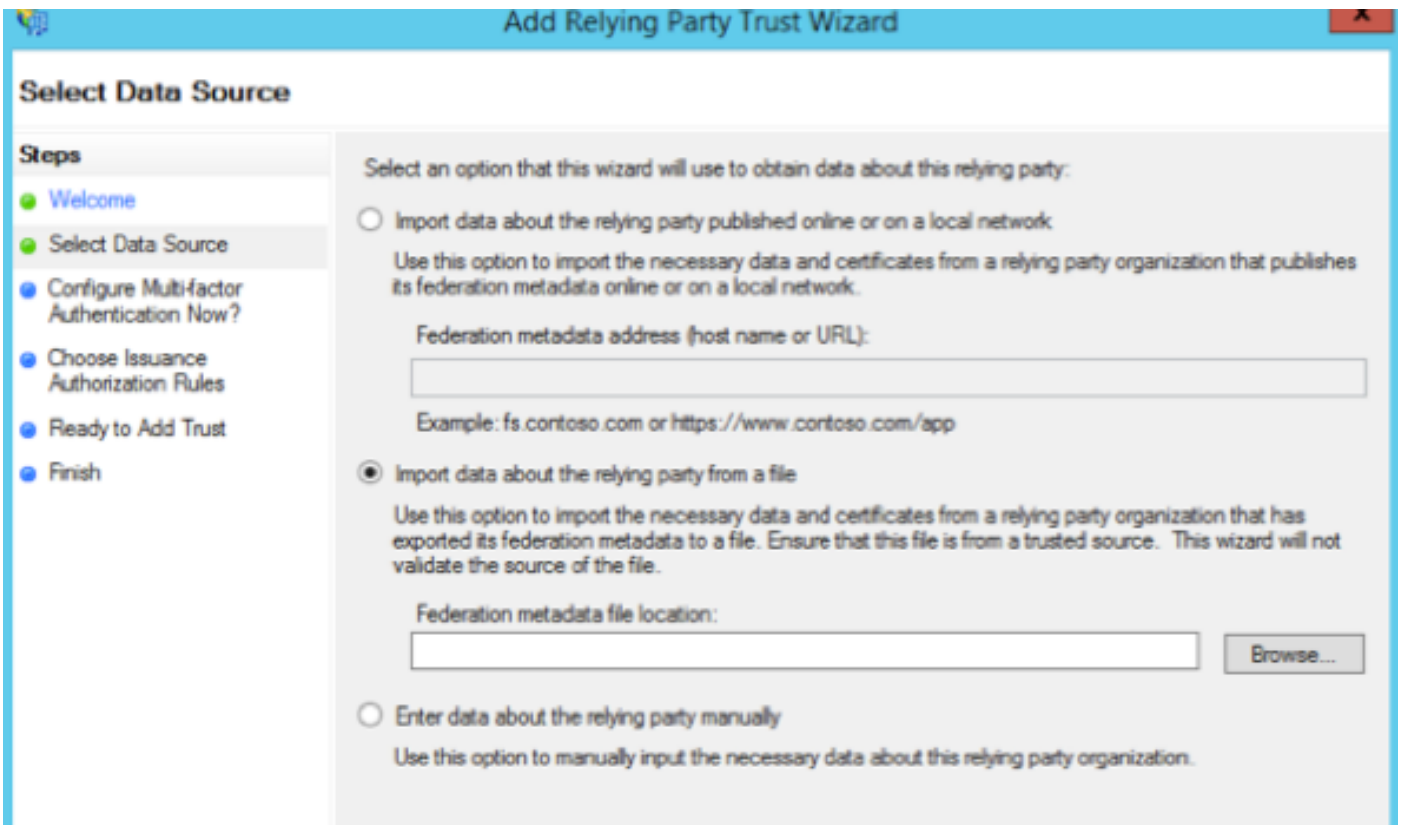 Add Relying Party Trust Wizard
x
Select Data Source
Steps
Welcome
Select Data Source
Configure Multi-factor
Authentication Now?
Choose Issuance
Authorization Rules
Ready to Add Trust
Finish
Select an option that this wizard will use to obtain data about this relying party:
Import data about the relying party published online or on a local network
Use this option to import the necessary data and certificates from a relying party organization that publishes
its federation metadata online or on a local network.
Federation metadata address (host name or URL):
Example: fs.contoso.com or https://www.contoso.com/app
Import data about the relying party from a file
Use this option to import the necessary data and certificates from a relying party organization that has
exported its federation metadata to a file. Ensure that this file is from a trusted source.  This wizard will not
validate the source of the file.
Federation metadata file location:
Browse...
Enter data about the relying party manually
Use this option to manually input the necessary data about this relying party organization.